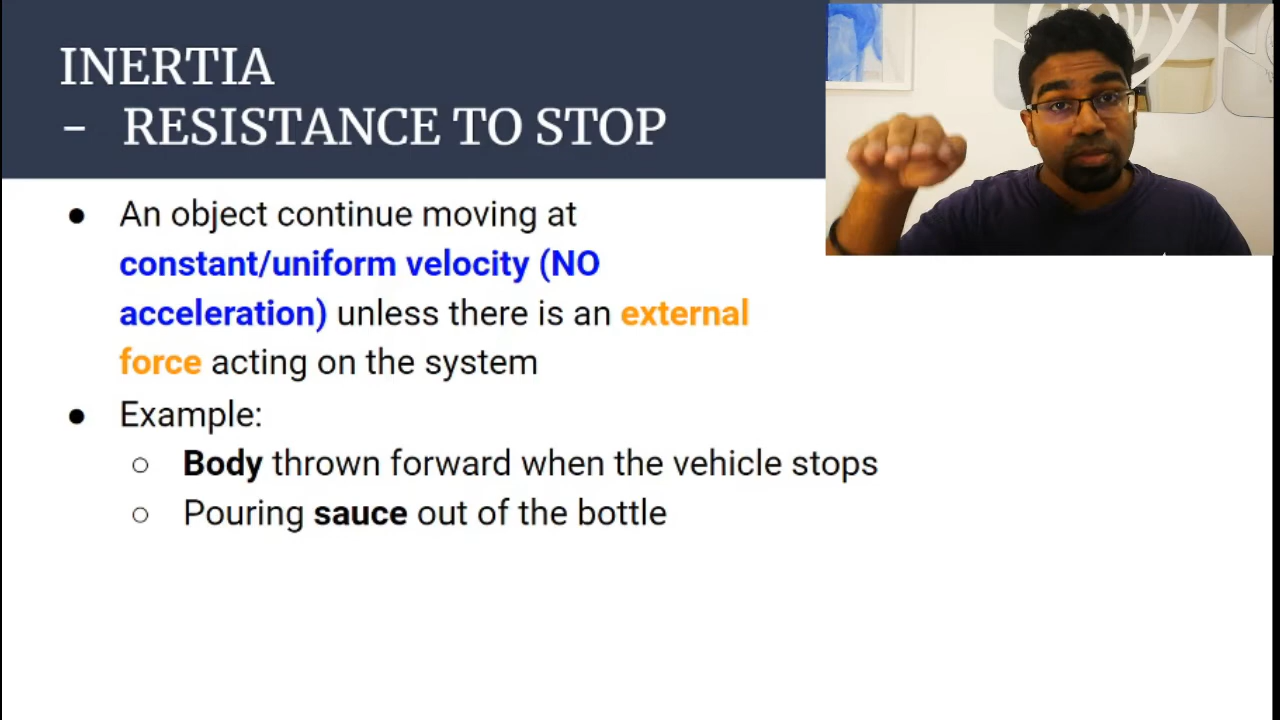 INERTIA
- RESISTANCE TO STOP
● An object continue moving at
constant/uniform velocity (NO
acceleration) unless there is an external
force acting on the system
● Example:
○ Body thrown forward when the vehicle stops
○ Pouring sauce out of the bottle